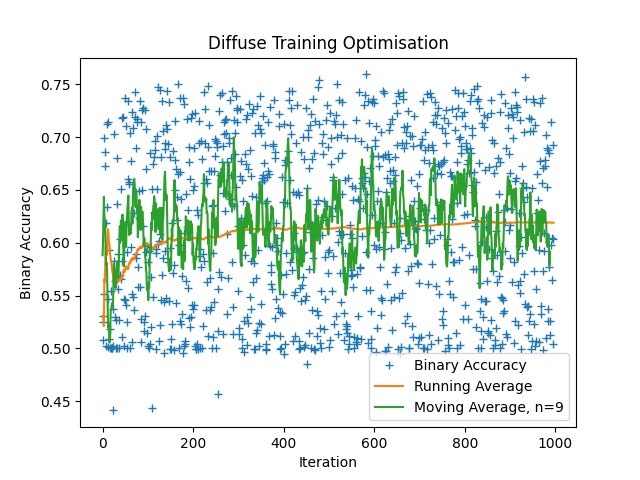 Diffuse Training Optimisation
Binary Accuracy
0.75
0.70
0.65
0.60
0.55
0.50
0.45
Binary Accuracy
Running Average
Moving Average, n=9
0
200
400
600
800
1000
Iteration